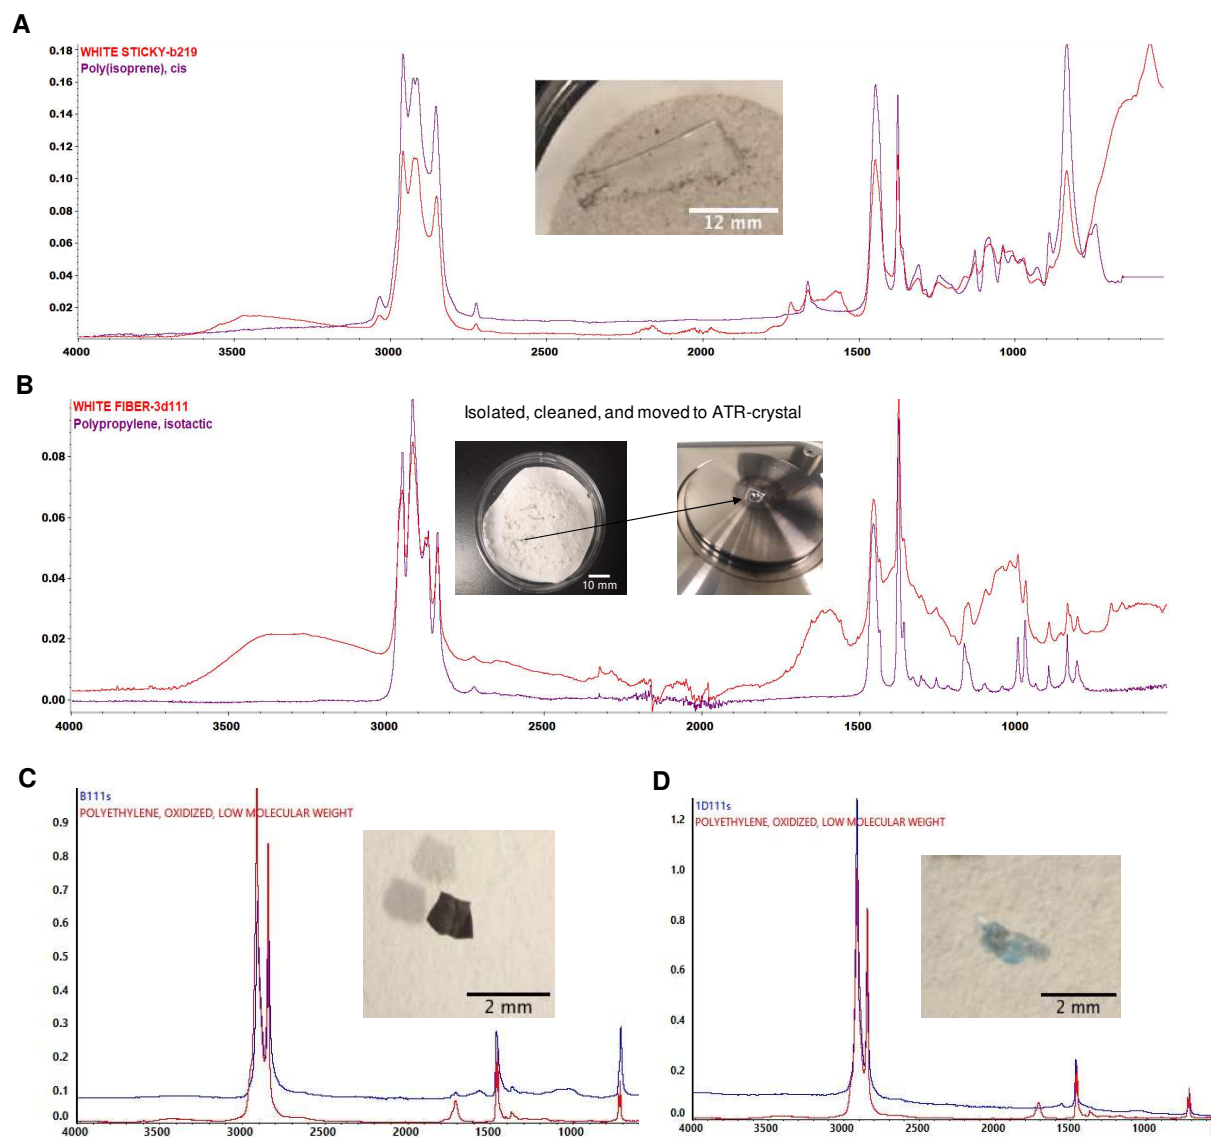 A
WHITE STICKY-b219
Poly(isoprene), cis
0.18
0.16
0.14
0.12
0.10
0.08
0.06
0.04
0.02
12 mm
4000 3500 3000 2500 2000 1500 1000
B
WHITE FIBER-3d111
Polypropylene, isotactic
Isolated, cleaned, and moved to ATR-crystal
0.08
0.06
0.04
0.02
0.00
10 mm
4000 3500 3000 2500 2000 1500 1000
C
B111s
POLYETHYLENE, OXIDIZED, LOW MOLECULAR WEIGHT
0.9
0.8
0.7
0.6
0.5
0.4
0.3
0.2
0.1
0.0
2 mm
4000 3500 3000 2500 2000 1500 1000
D
1D111s
POLYETHYLENE, OXIDIZED, LOW MOLECULAR WEIGHT
1.2
1.0
0.8
0.6
0.4
0.2
0.0
2 mm
4000 3500 3000 2500 2000 1500 1000